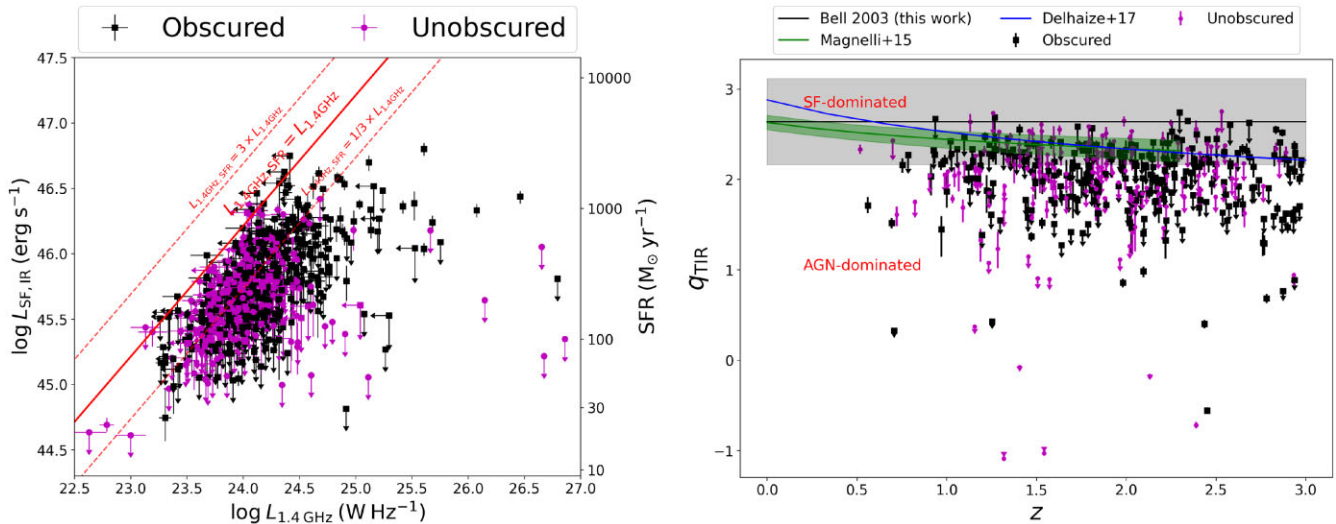 Obscured
Unobscured
47.5
47.0
46.5
46.0
45.5
45.0
44.5
log L_SF, IR (erg s⁻¹)
L_1.4GHz, SFR = 3 × L_1.4GHz
L_1.4GHz, SFR = L_1.4GHz
L_1.4GHz, SFR = 1/3 × L_1.4GHz
10000
1000
100
30
10
SFR (M_⊙ yr⁻¹)
22.5 23.0 23.5 24.0 24.5 25.0 25.5 26.0 26.5 27.0
log L_1.4 GHz (W Hz⁻¹)
Bell 2003 (this work)
Magnelli+15
Delhaize+17
Obscured
Unobscured
3
2
1
0
−1
q_TIR
SF-dominated
AGN-dominated
0.0 0.5 1.0 1.5 2.0 2.5 3.0
z